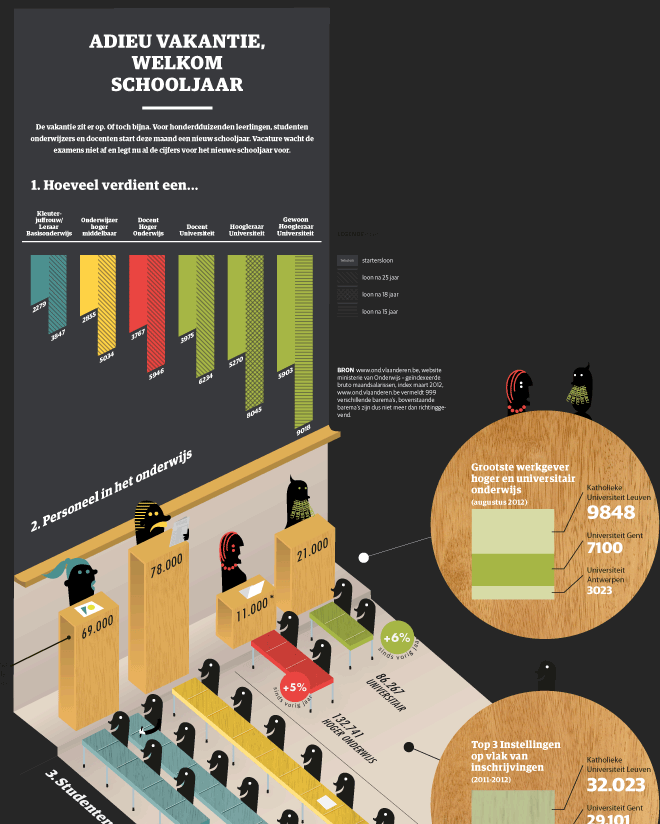 ADIEU VAKANTIE,
WELKOM
SCHOOLJAAR
De vakantie zit er op. Of toch bijna. Voor honderdduizenden leerlingen, studenten
onderwijzers en docenten start deze maand een nieuw schooljaar. Vacature wacht de
examens niet af en legt nu al de cijfers voor het nieuwe schooljaar voor.
1. Hoeveel verdient een...
Kleuter-
juffrouw/
Leraar
Basisonderwijs
Onderwijzer
hoger
middelbaar
Docent
Hoger
Onderwijs
Docent
Universiteit
Hoogleraar
Universiteit
Gewoon
Hoogleraar
Universiteit
2279
3847
2855
5034
3767
5946
3975
6234
5270
8045
5903
9018
startersloon
loon na 25 jaar
loon na 18 jaar
loon na 15 jaar
BRON www.ond.vlaanderen.be, website
ministerie van Onderwijs – geïndexeerde
bruto maandsalarissen, index maart 2012,
www.ond.vlaanderen.be vermeldt 999
verschillende barema's, bovenstaande
barema's zijn dus niet meer dan richtingge-
vend.
2. Personeel in het onderwijs
69.000
78.000
11.000
21.000
Grootste werkgever
hoger en universitair
onderwijs
(augustus 2012)
Katholieke
Universiteit Leuven
9848
Universiteit Gent
7100
Universiteit
Antwerpen
3023
+6%
sinds vorig jaar
+5%
sinds vorig jaar
86.267
UNIVERSITAIR
132.741
HOGER ONDERWIJS
3. Studenten
Top 3 Instellingen
op vlak van
inschrijvingen
(2011-2012)
Katholieke
Universiteit Leuven
32.023
Universiteit Gent
29.101